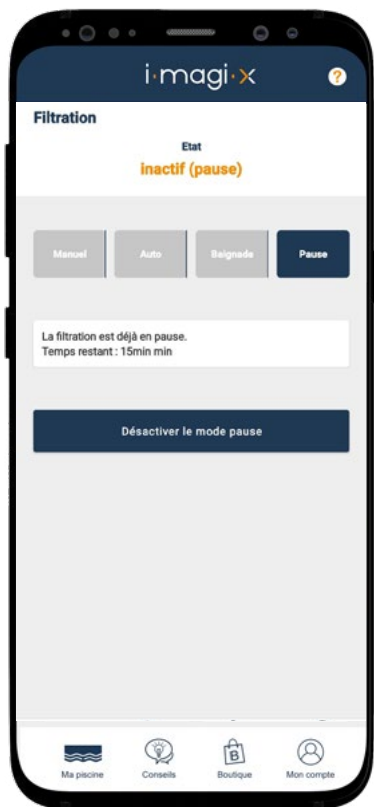 i·magi·x
?
Filtration
Etat
inactif (pause)
Manuel
Auto
Baignade
Pause
La filtration est déjà en pause.
Temps restant : 15min min
Désactiver le mode pause
B
Ma piscine
Conseils
Boutique
Mon compte